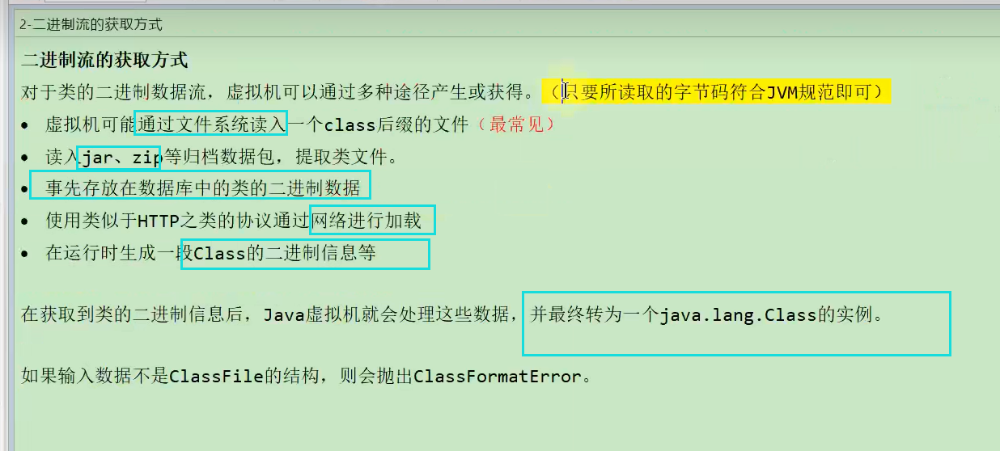 2-二进制流的获取方式
二进制流的获取方式
对于类的二进制数据流，虚拟机可以通过多种途径产生或获得。（只要所读取的字节码符合JVM规范即可）
• 虚拟机可能通过文件系统读入一个class后缀的文件（最常见）
• 读入jar、zip等归档数据包，提取类文件。
• 事先存放在数据库中的类的二进制数据
• 使用类似于HTTP之类的协议通过网络进行加载
• 在运行时生成一段Class的二进制信息等
在获取到类的二进制信息后，Java虚拟机就会处理这些数据，并最终转为一个java.lang.Class的实例。
如果输入数据不是ClassFile的结构，则会抛出ClassFormatError。